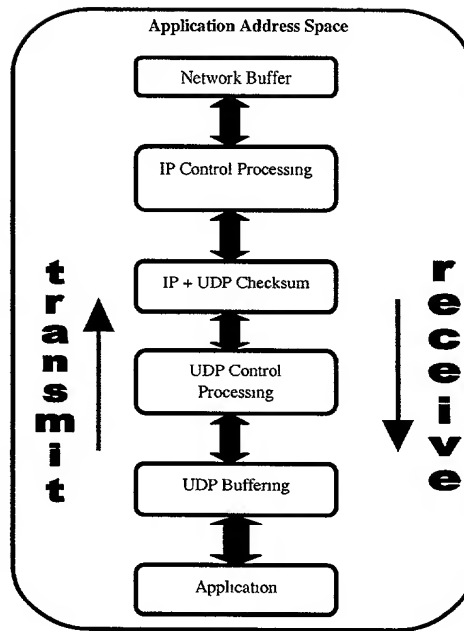 Application Address Space
Network Buffer
IP Control Processing
IP + UDP Checksum
UDP Control
Processing
UDP Buffering
Application
transmit
receive